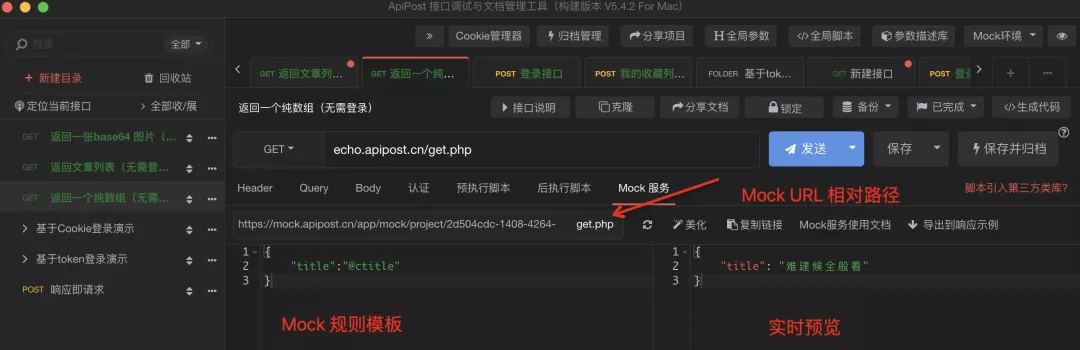 ApiPost 接口调试与文档管理工具（构建版本 V5.4.2 For Mac）
搜索 全部
» Cookie管理器 归档管理 分享项目 H 全局参数 </> 全局脚本 参数描述库 Mock环境
+ 新建目录 回收站
GET 返回文章列... GET 返回一个纯... POST 登录接口 POST 我的收藏列... FOLDER 基于tok... GET 新建接口 POST 登录 + ...
定位当前接口 > 全部收/展
返回一个纯数组（无需登录） 接口说明 克隆 分享文档 锁定 备份 已完成 </> 生成代码
GET 返回一张base64 图片（... ...
GET echo.apipost.cn/get.php 发送 保存 保存并归档 ?
GET 返回文章列表（无需登... ...
GET 返回一个纯数组（无需... ...
Header Query Body 认证 预执行脚本 后执行脚本 Mock 服务 脚本引入第三方类库?
Mock URL 相对路径
> 基于Cookie登录演示 ...
https://mock.apipost.cn/app/mock/project/2d504cdc-1408-4264- get.php 美化 复制链接 Mock服务使用文档 导出到响应示例
> 基于token登录演示 ...
POST 响应即请求 ...
1 {
2 "title":"@ctitle"
3 }
1 {
2 "title": "难建候全般着"
3 }
Mock 规则模板
实时预览